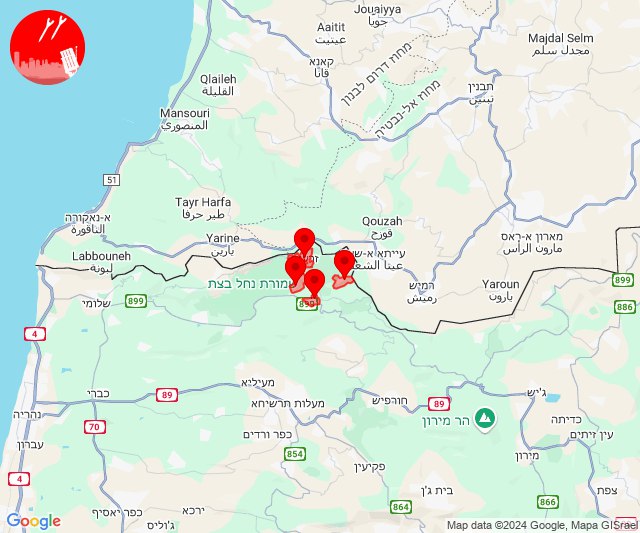 Jouaiyya
جويا
Aaitit
عيتيت
Majdal Selm
مجدل سلم
מחוז דרום לבנון
קאנא
قانا
Qlaileh
القليلة
מחוז אל-נבטיה
תבנין
تبنين
Mansouri
المنصوري
51
Tayr Harfa
طير حرفا
א-נאקורה
الناقورة
Qouzah
قوزح
Yarine
يارين
מארון א-ראס
مارون الرأس
Labbouneh
لبونة
עייתא א-ש
عيتا الشعب
שמורת נחל בצת
רמיש
رميش
Yaroun
يارون
899
899
899
886
שלומי
4
נהריה
כברי
89
מעיליא
מעלות תרשיחא
חורפיש
89
ג'יש
הר מירון
כדיתה
עין זיתים
70
כפר ורדים
עברון
854
פקיעין
מירון
4
בית ג'ן
צפת
864
866
ירכא
כפר יאסיף
ג'וליס
Google
Map data ©2024 Google, Mapa GISrael